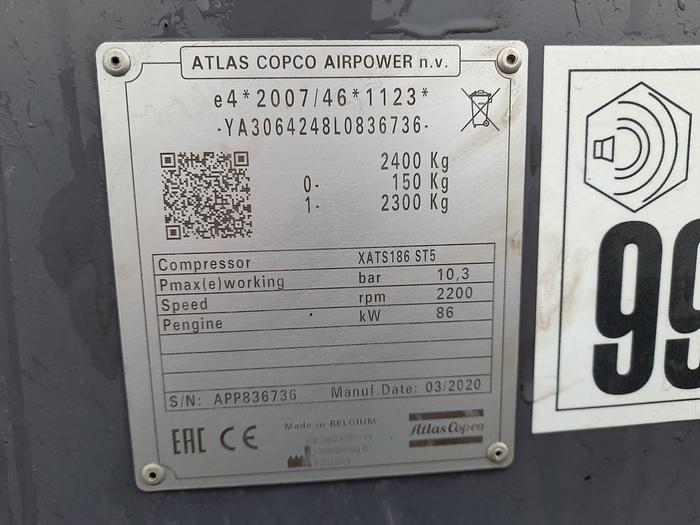 ATLAS COPCO AIRPOWER n.v.
e4*2007/46*1123*
-YA3064248L0836736-
2400 Kg
0- 150 Kg
1- 2300 Kg
Compressor XATS186 ST5
Pmax(e)working bar 10,3
Speed rpm 2200
Pengine kW 86
S/N: APP836736 Manuf.Date: 03/2020
Made in BELGIUM
EAC CE
Atlas Copco
99